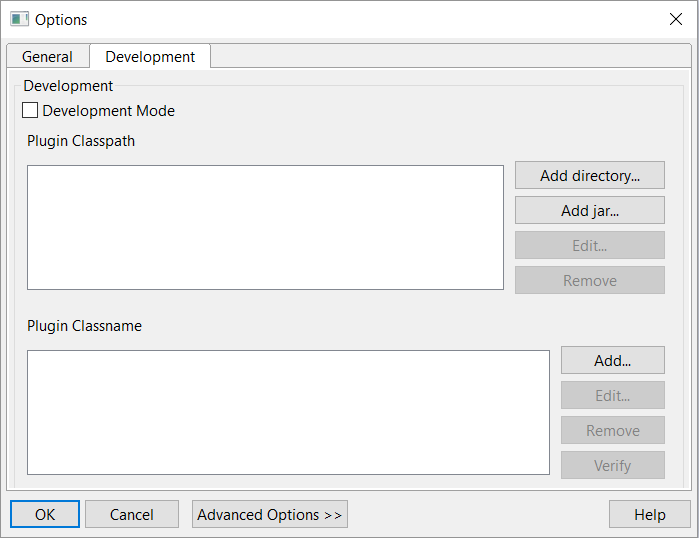 Options
General
Development
Development
Development Mode
Plugin Classpath
Add directory...
Add jar...
Edit...
Remove
Plugin Classname
Add...
Edit...
Remove
Verify
OK
Cancel
Advanced Options >>
Help